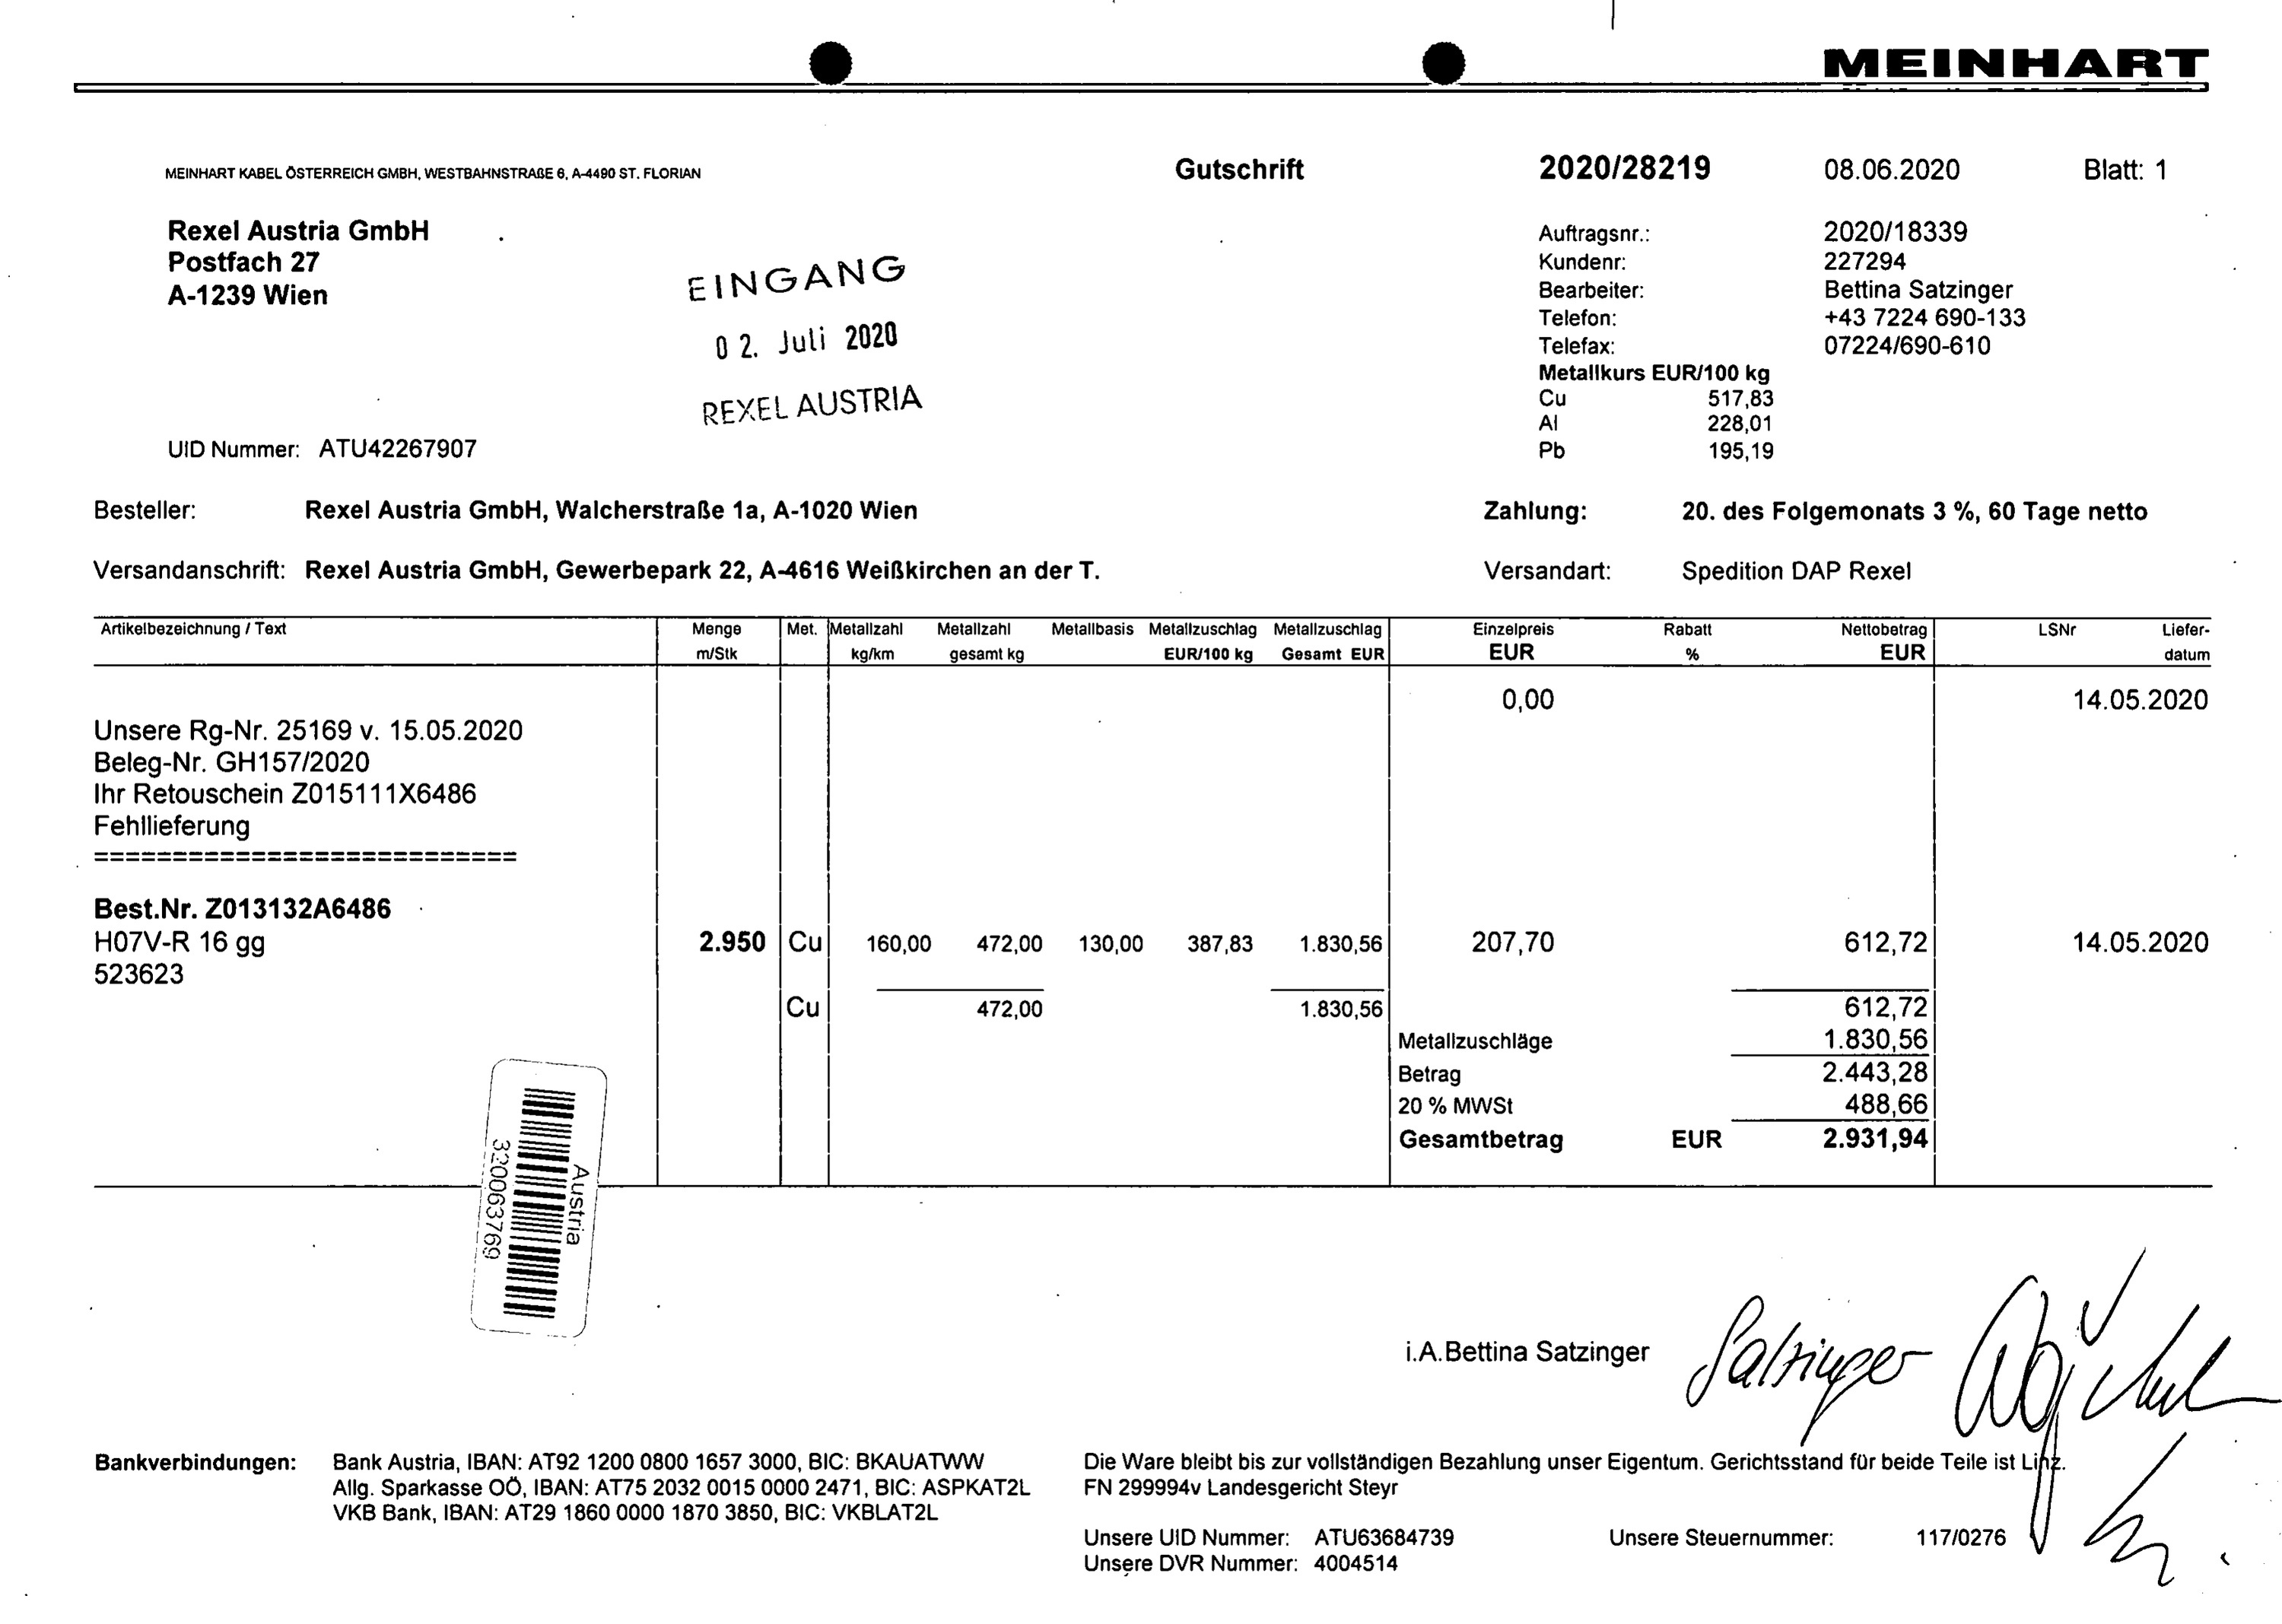 MEINHART
MEINHART KABEL ÖSTERREICH GMBH, WESTBAHNSTRAßE 6, A-4490 ST. FLORIAN
Gutschrift 2020/28219 08.06.2020 Blatt: 1
Rexel Austria GmbH
Postfach 27
A-1239 Wien
EINGANG
02. Juli 2020
REXEL AUSTRIA
UID Nummer: ATU42267907
Auftragsnr.: 2020/18339
Kundenr: 227294
Bearbeiter: Bettina Satzinger
Telefon: +43 7224 690-133
Telefax: 07224/690-610
Metallkurs EUR/100 kg
Cu 517,83
Al 228,01
Pb 195,19
Besteller: Rexel Austria GmbH, Walcherstraße 1a, A-1020 Wien
Zahlung: 20. des Folgemonats 3 %, 60 Tage netto
Versandanschrift: Rexel Austria GmbH, Gewerbepark 22, A-4616 Weißkirchen an der T.
Versandart: Spedition DAP Rexel
Artikelbezeichnung / Text Menge Met. Metallzahl Metallzahl Metallbasis Metallzuschlag Metallzuschlag Einzelpreis Rabatt Nettobetrag LSNr Liefer-
m/Stk kg/km gesamt kg EUR/100 kg Gesamt EUR EUR % EUR datum
0,00 14.05.2020
Unsere Rg-Nr. 25169 v. 15.05.2020
Beleg-Nr. GH157/2020
Ihr Retouschein Z015111X6486
Fehllieferung
===========================
Best.Nr. Z013132A6486
H07V-R 16 gg 2.950 Cu 160,00 472,00 130,00 387,83 1.830,56 207,70 612,72 14.05.2020
523623
Cu 472,00 1.830,56 612,72
Metallzuschläge 1.830,56
Betrag 2.443,28
20 % MWSt 488,66
Gesamtbetrag EUR 2.931,94
Austria
320063769
i.A.Bettina Satzinger Satzinger
Bankverbindungen: Bank Austria, IBAN: AT92 1200 0800 1657 3000, BIC: BKAUATWW
Allg. Sparkasse OÖ, IBAN: AT75 2032 0015 0000 2471, BIC: ASPKAT2L
VKB Bank, IBAN: AT29 1860 0000 1870 3850, BIC: VKBLAT2L
Die Ware bleibt bis zur vollständigen Bezahlung unser Eigentum. Gerichtsstand für beide Teile ist Linz.
FN 299994v Landesgericht Steyr
Unsere UID Nummer: ATU63684739 Unsere Steuernummer: 117/0276
Unsere DVR Nummer: 4004514